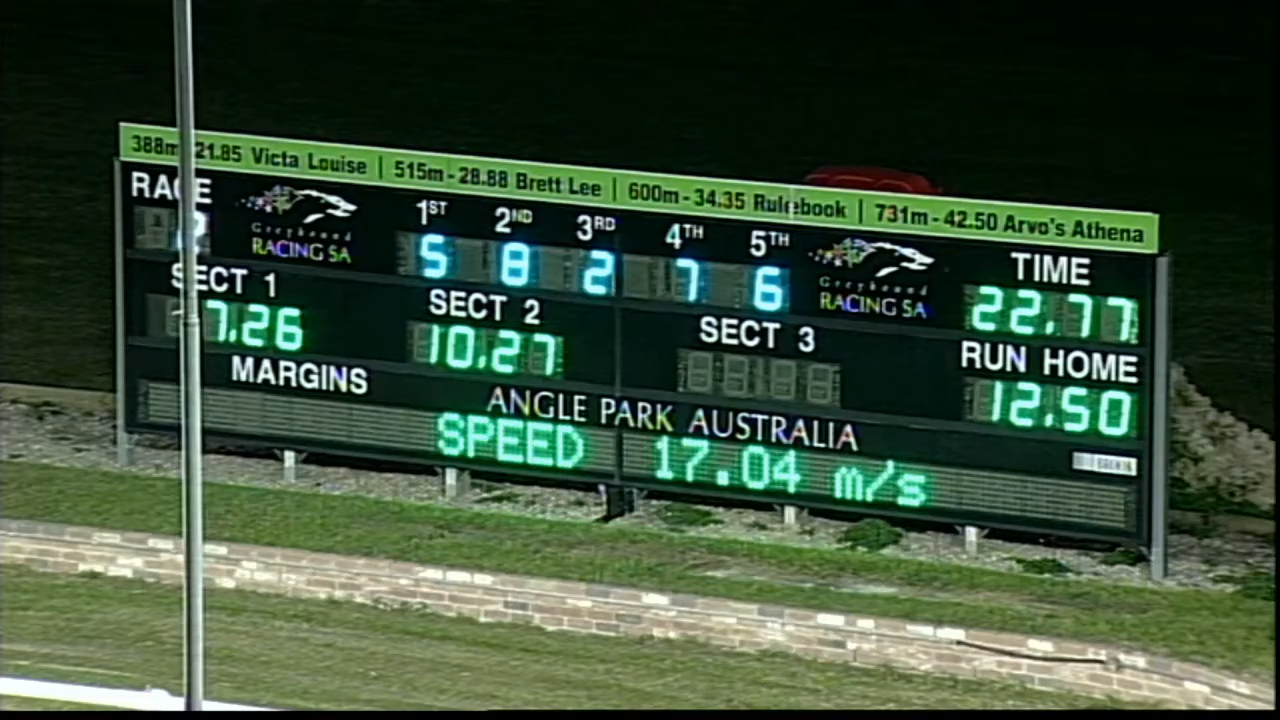 388m 21.85 Victa Louise | 515m - 28.88 Brett Lee | 600m - 34.35 Rulebook | 731m - 42.50 Arvo's Athena
RACE
Greyhound
RACING SA
1ST 2ND 3RD 4TH 5TH
5 8 2 7 6
Greyhound
RACING SA
TIME
22.77
SECT 1
7.26
SECT 2
10.27
SECT 3
RUN HOME
12.50
MARGINS
ANGLE PARK AUSTRALIA
SPEED 17.04 m/s